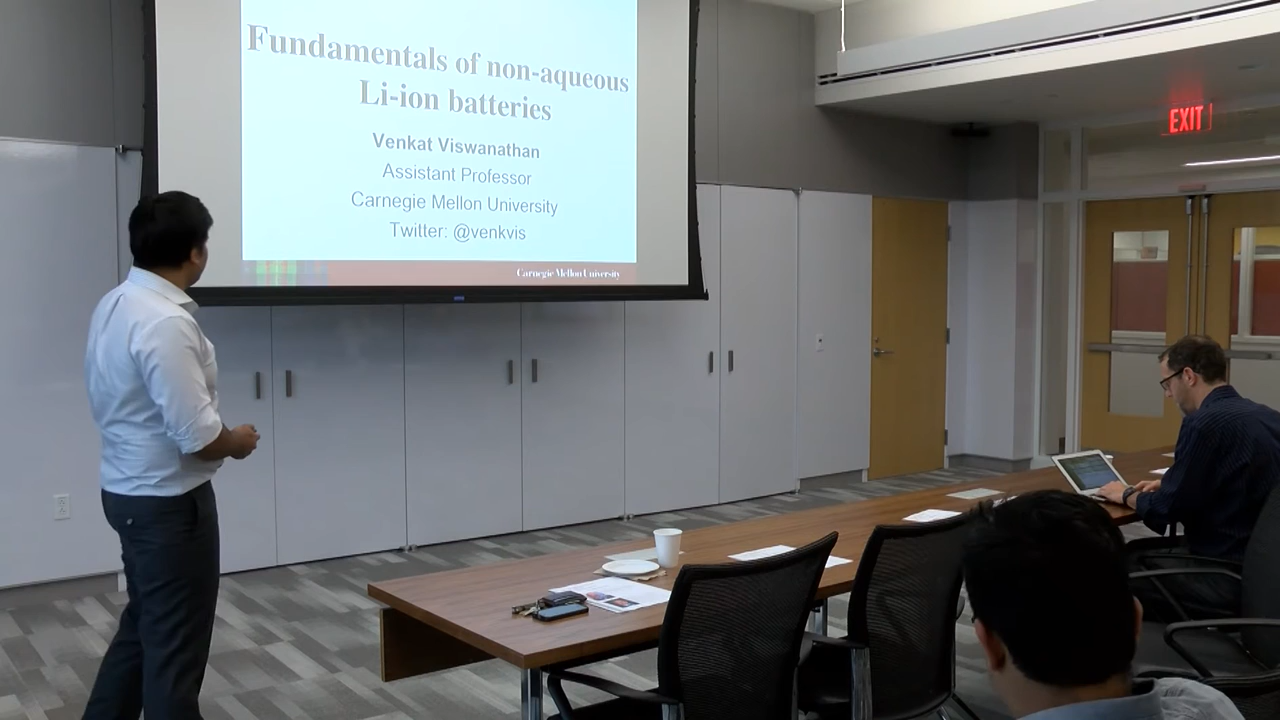 Fundamentals of non-aqueous
Li-ion batteries
Venkat Viswanathan
Assistant Professor
Carnegie Mellon University
Twitter: @venkvis
Carnegie Mellon University
EXIT